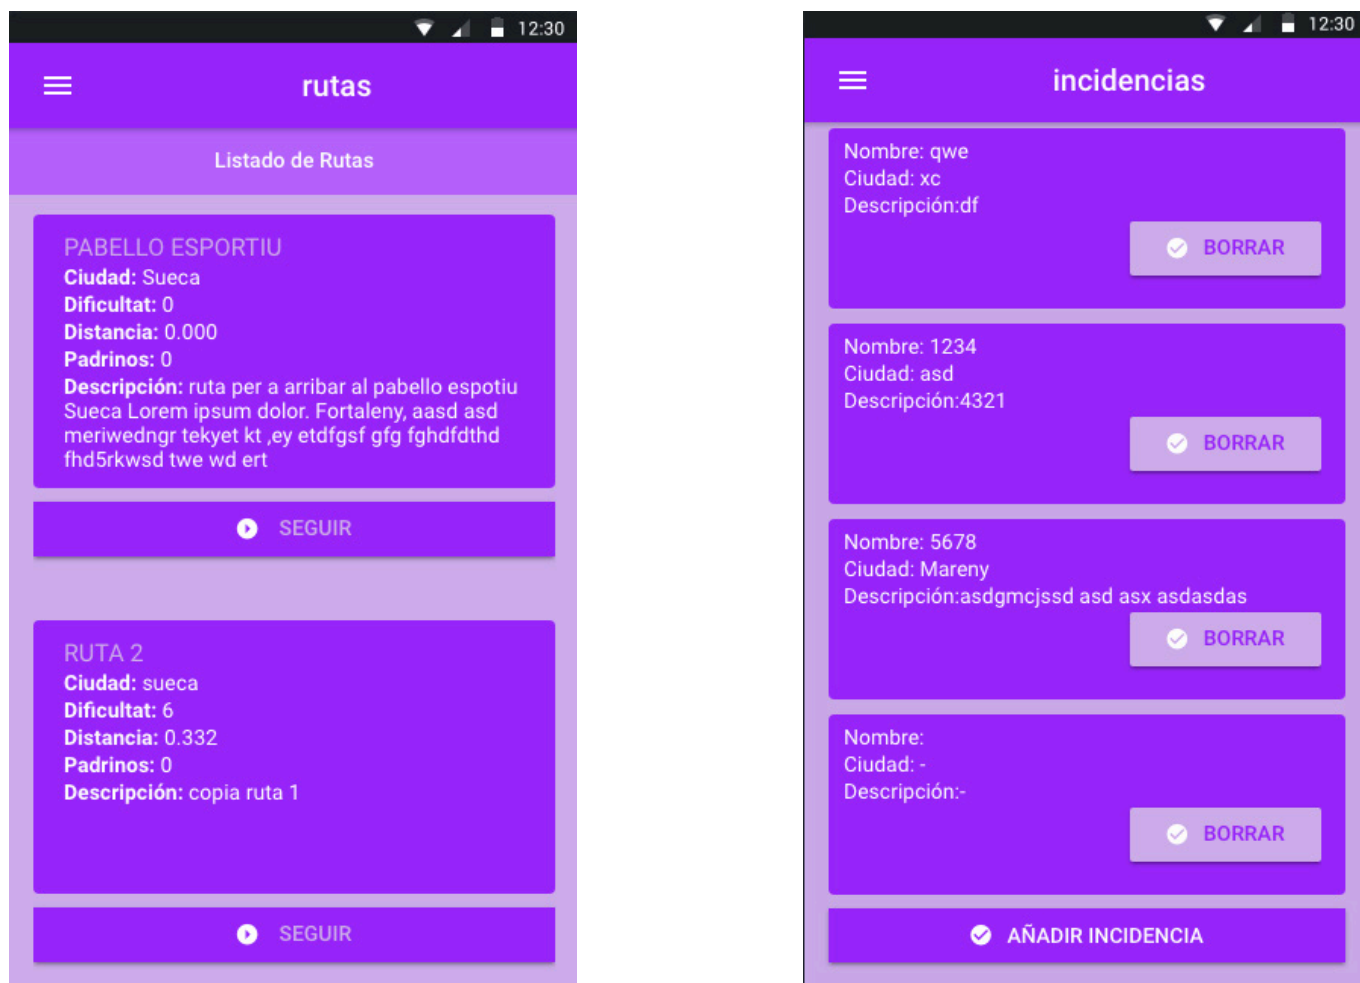 12:30
rutas
Listado de Rutas
PABELLO ESPORTIU
Ciudad: Sueca
Dificultat: 0
Distancia: 0.000
Padrinos: 0
Descripción: ruta per a arribar al pabello espotiu
Sueca Lorem ipsum dolor. Fortaleny, aasd asd
meriwedngr tekyet kt ,ey etdfgsf gfg fghdfdthd
fhd5rkwsd twe wd ert
SEGUIR
RUTA 2
Ciudad: sueca
Dificultat: 6
Distancia: 0.332
Padrinos: 0
Descripción: copia ruta 1
SEGUIR
12:30
incidencias
Nombre: qwe
Ciudad: xc
Descripción:df
BORRAR
Nombre: 1234
Ciudad: asd
Descripción:4321
BORRAR
Nombre: 5678
Ciudad: Mareny
Descripción:asdgmcjssd asd asx asdasdas
BORRAR
Nombre:
Ciudad: -
Descripción:-
BORRAR
AÑADIR INCIDENCIA